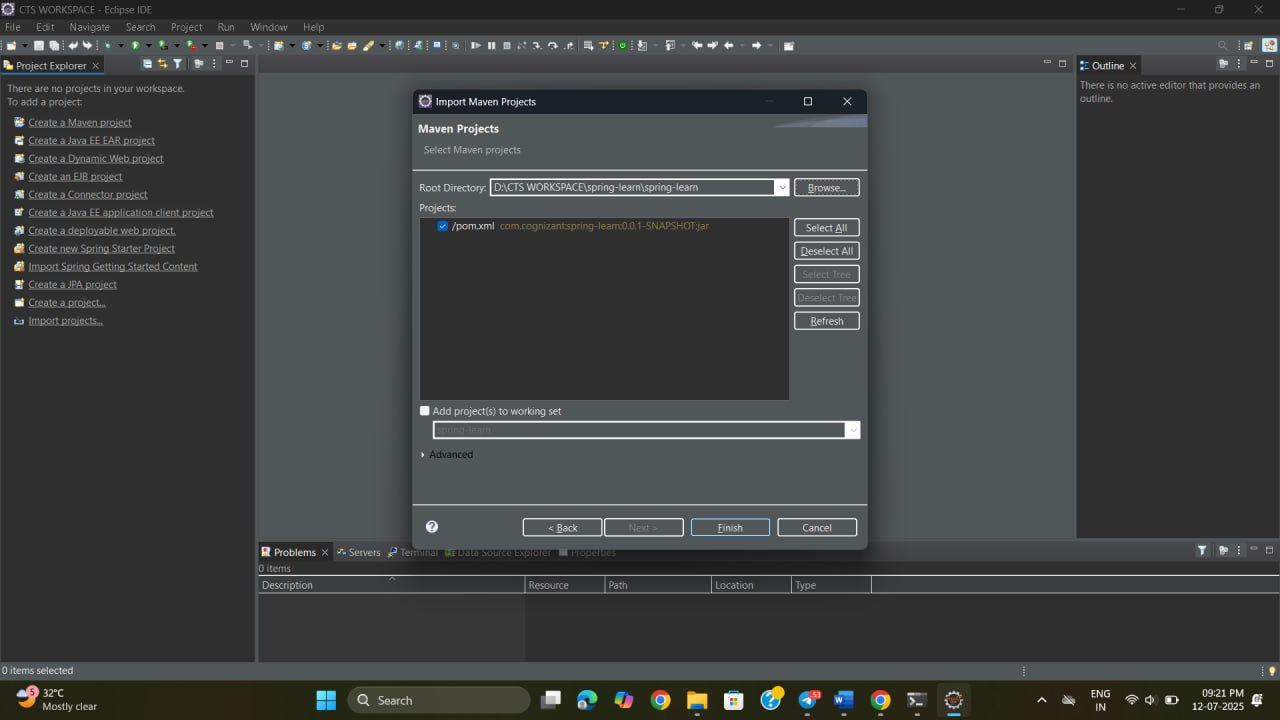 CTS WORKSPACE - Eclipse IDE
File Edit Navigate Search Project Run Window Help
Project Explorer
There are no projects in your workspace.
To add a project:
Create a Maven project
Create a Java EE EAR project
Create a Dynamic Web project
Create an EJB project
Create a Connector project
Create a Java EE application client project
Create a deployable web project.
Create new Spring Starter Project
Import Spring Getting Started Content
Create a JPA project
Create a project...
Import projects...
Import Maven Projects
Maven Projects
Select Maven projects
Root Directory: D:\CTS WORKSPACE\spring-learn\spring-learn Browse...
Projects:
/pom.xml com.cognizant:spring-learn:0.0.1-SNAPSHOT:jar
Select All
Deselect All
Select Tree
Deselect Tree
Refresh
Add project(s) to working set
spring-learn
Advanced
< Back Next > Finish Cancel
Outline
There is no active editor that provides an
outline.
Problems Servers Terminal Data Source Explorer Properties
0 items
Description Resource Path Location Type
0 items selected
5
32°C
Mostly clear
Search
53
ENG
IN
09:21 PM
12-07-2025